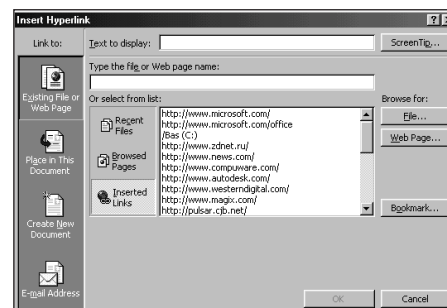 Insert Hyperlink
Link to:
Text to display:
ScreenTip...
Type the file or Web page name:
Existing File or
Web Page
Or select from list:
Browse for:
Recent
Files
http://www.microsoft.com/
http://www.microsoft.com/office
/Bas (C:)
http://www.zdnet.ru/
http://www.news.com/
http://www.compuware.com/
http://www.autodesk.com/
http://www.westerndigital.com/
http://www.magix.com/
http://pulsar.cjb.net/
File...
Web Page...
Place in This
Document
Browsed
Pages
Inserted
Links
Create New
Document
Bookmark...
E-mail Address
OK
Cancel